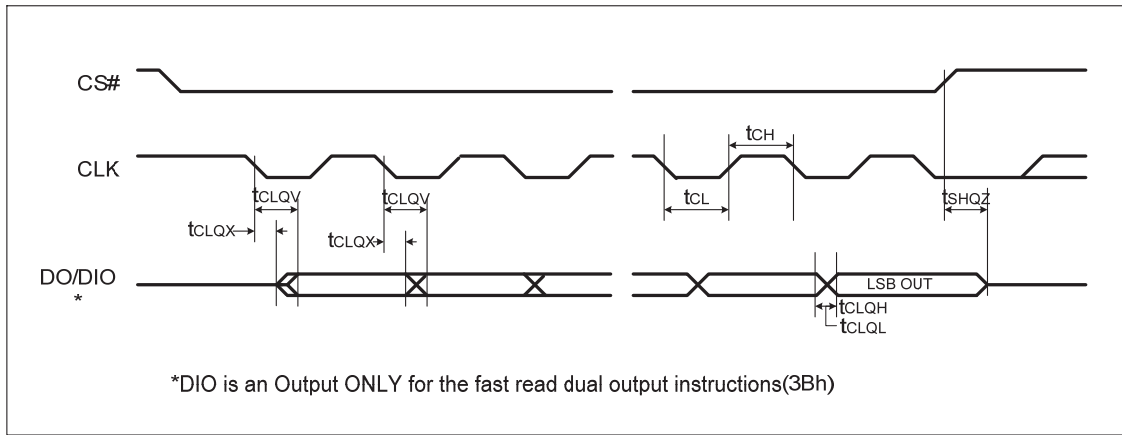 CS#
tCH
CLK
tCLQV
tCLQV
tCL
tSHQZ
tCLQX
tCLQX
DO/DIO
*
LSB OUT
tCLQH
tCLQL
*DIO is an Output ONLY for the fast read dual output instructions(3Bh)